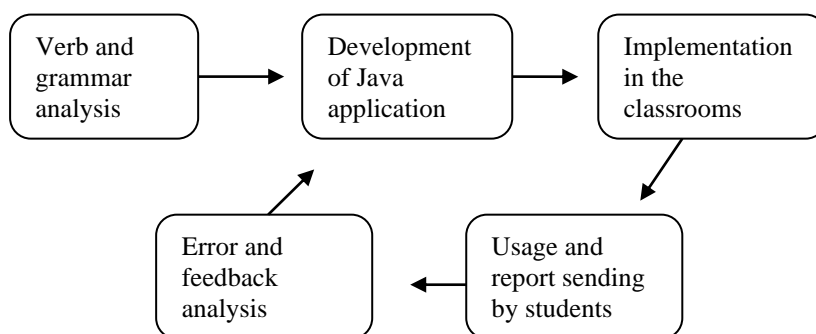 Verb and
grammar
analysis
Development
of Java
application
Implementation
in the
classrooms
Error and
feedback
analysis
Usage and
report sending
by students